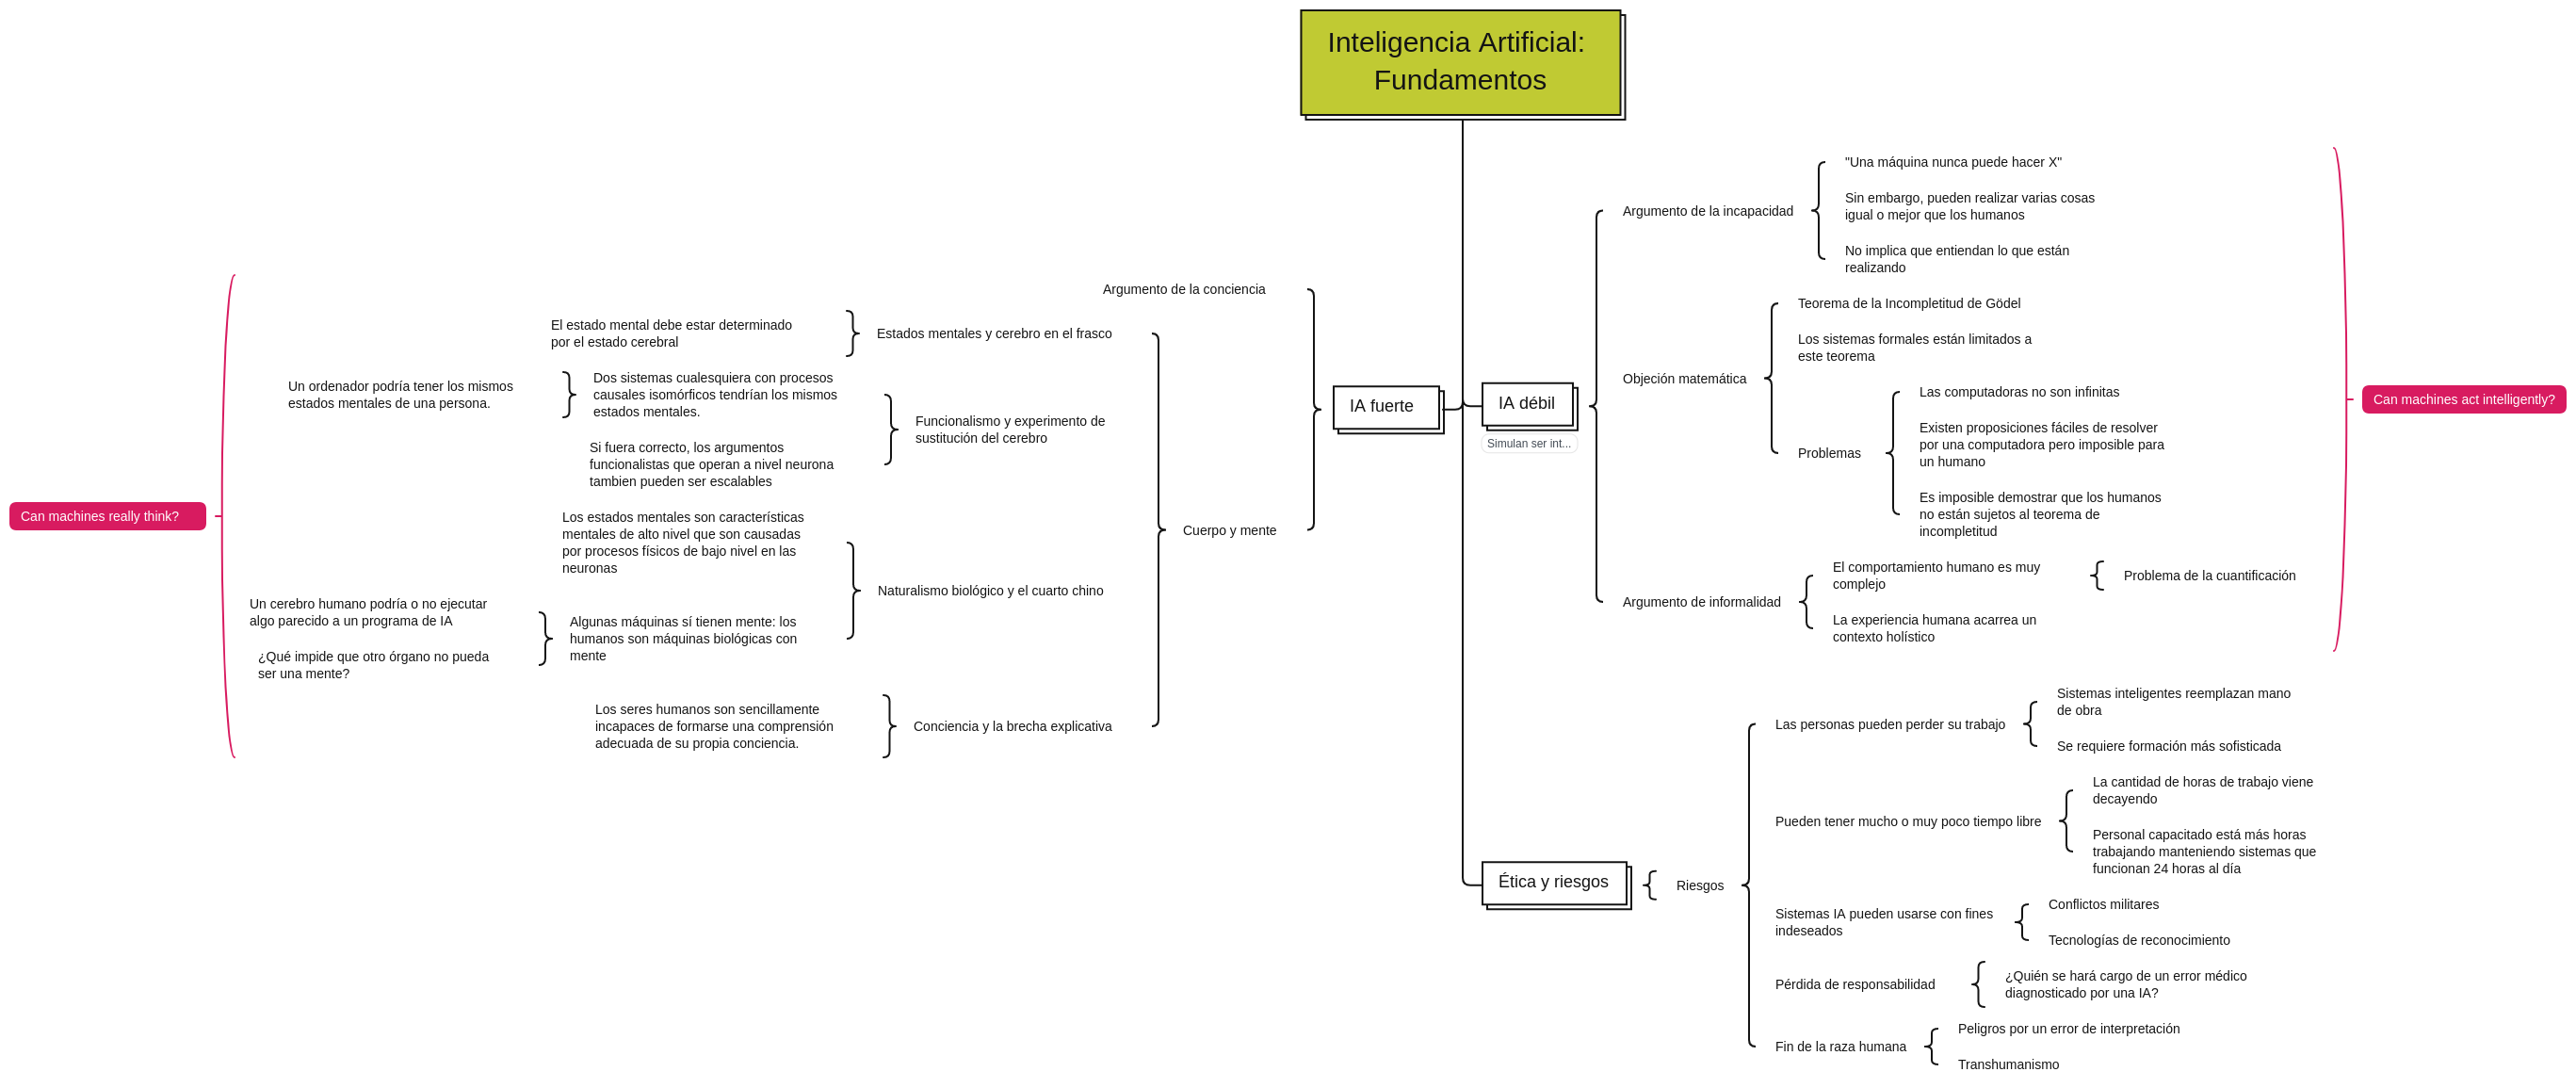 Inteligencia Artificial:
Fundamentos
IA fuerte
Argumento de la conciencia
Cuerpo y mente
Estados mentales y cerebro en el frasco
El estado mental debe estar determinado
por el estado cerebral
Funcionalismo y experimento de
sustitución del cerebro
Dos sistemas cualesquiera con procesos
causales isomórficos tendrían los mismos
estados mentales.
Un ordenador podría tener los mismos
estados mentales de una persona.
Si fuera correcto, los argumentos
funcionalistas que operan a nivel neurona
tambien pueden ser escalables
Naturalismo biológico y el cuarto chino
Los estados mentales son características
mentales de alto nivel que son causadas
por procesos físicos de bajo nivel en las
neuronas
Algunas máquinas sí tienen mente: los
humanos son máquinas biológicas con
mente
Un cerebro humano podría o no ejecutar
algo parecido a un programa de IA
¿Qué impide que otro órgano no pueda
ser una mente?
Conciencia y la brecha explicativa
Los seres humanos son sencillamente
incapaces de formarse una comprensión
adecuada de su propia conciencia.
Can machines really think?
IA débil
Simulan ser int...
Argumento de la incapacidad
"Una máquina nunca puede hacer X"
Sin embargo, pueden realizar varias cosas
igual o mejor que los humanos
No implica que entiendan lo que están
realizando
Objeción matemática
Teorema de la Incompletitud de Gödel
Los sistemas formales están limitados a
este teorema
Problemas
Las computadoras no son infinitas
Existen proposiciones fáciles de resolver
por una computadora pero imposible para
un humano
Es imposible demostrar que los humanos
no están sujetos al teorema de
incompletitud
Argumento de informalidad
El comportamiento humano es muy
complejo
Problema de la cuantificación
La experiencia humana acarrea un
contexto holístico
Can machines act intelligently?
Ética y riesgos
Riesgos
Las personas pueden perder su trabajo
Sistemas inteligentes reemplazan mano
de obra
Se requiere formación más sofisticada
Pueden tener mucho o muy poco tiempo libre
La cantidad de horas de trabajo viene
decayendo
Personal capacitado está más horas
trabajando manteniendo sistemas que
funcionan 24 horas al día
Sistemas IA pueden usarse con fines
indeseados
Conflictos militares
Tecnologías de reconocimiento
Pérdida de responsabilidad
¿Quién se hará cargo de un error médico
diagnosticado por una IA?
Fin de la raza humana
Peligros por un error de interpretación
Transhumanismo